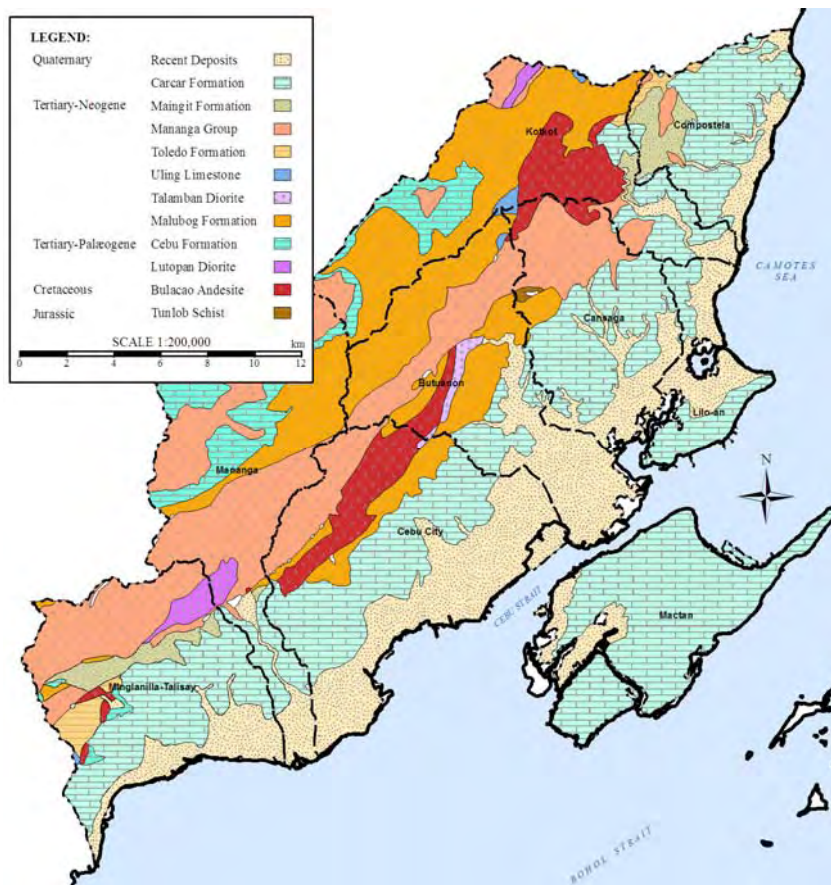 LEGEND:
Quaternary Recent Deposits
Carcar Formation
Tertiary-Neogene Maingit Formation
Mananga Group
Toledo Formation
Uling Limestone
Talamban Diorite
Malubog Formation
Tertiary-Palæogene Cebu Formation
Lutopan Diorite
Cretaceous Bulacao Andesite
Jurassic Tunlob Schist
SCALE 1:200,000 km
0 2 4 6 8 10 12
Kotkot
Compostela
CAMOTES
SEA
Cansaga
Butuanon
Lilo-an
Mananga
N
Cebu City
CEBU STRAIT
Mactan
Minglanilla-Talisay
BOHOL STRAIT